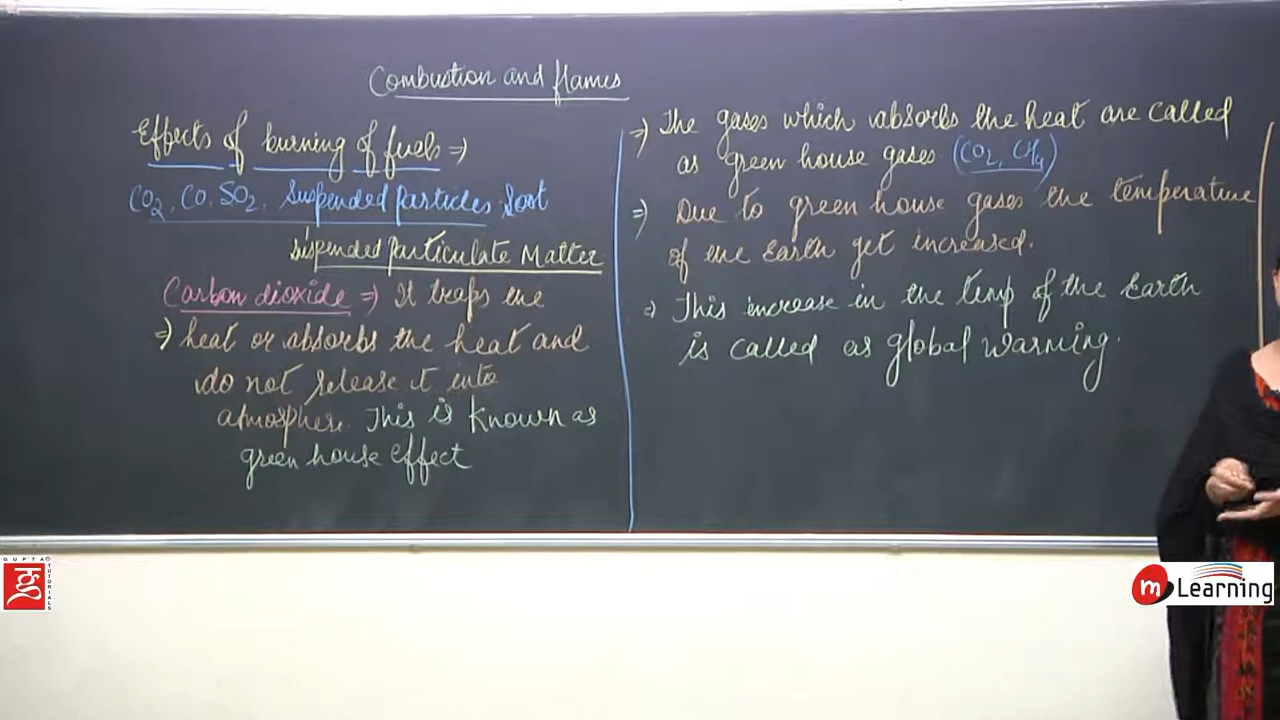 Combustion and flames
Effects of burning of fuels ⇒
CO2, CO, SO2, Suspended particles. Soot
Suspended particulate Matter
Carbon dioxide ⇒ It traps the
⇒ heat or absorbs the heat and
do not release it into
atmosphere. This is known as
green house effect
⇒ The gases which absorbs the heat are called
as green house gases (CO2, CH4)
⇒ Due to green house gases the temperature
of the Earth get increased.
⇒ This increase in the temp of the Earth
is called as global warning.
GUPTA
TUTORIALS
m Learning